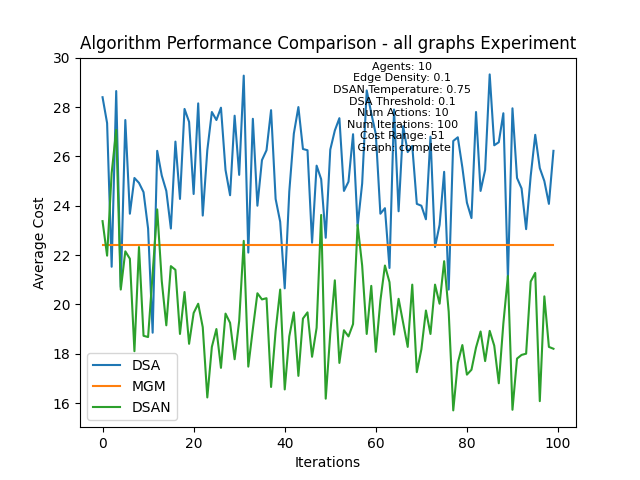 Algorithm Performance Comparison - all graphs Experiment
Agents: 10
Edge Density: 0.1
DSAN Temperature: 0.75
DSA Threshold: 0.1
Num Actions: 10
Num Iterations: 100
Cost Range: 51
Graph: complete
30
28
26
24
22
20
18
16
Average Cost
DSA
MGM
DSAN
0
20
40
60
80
100
Iterations